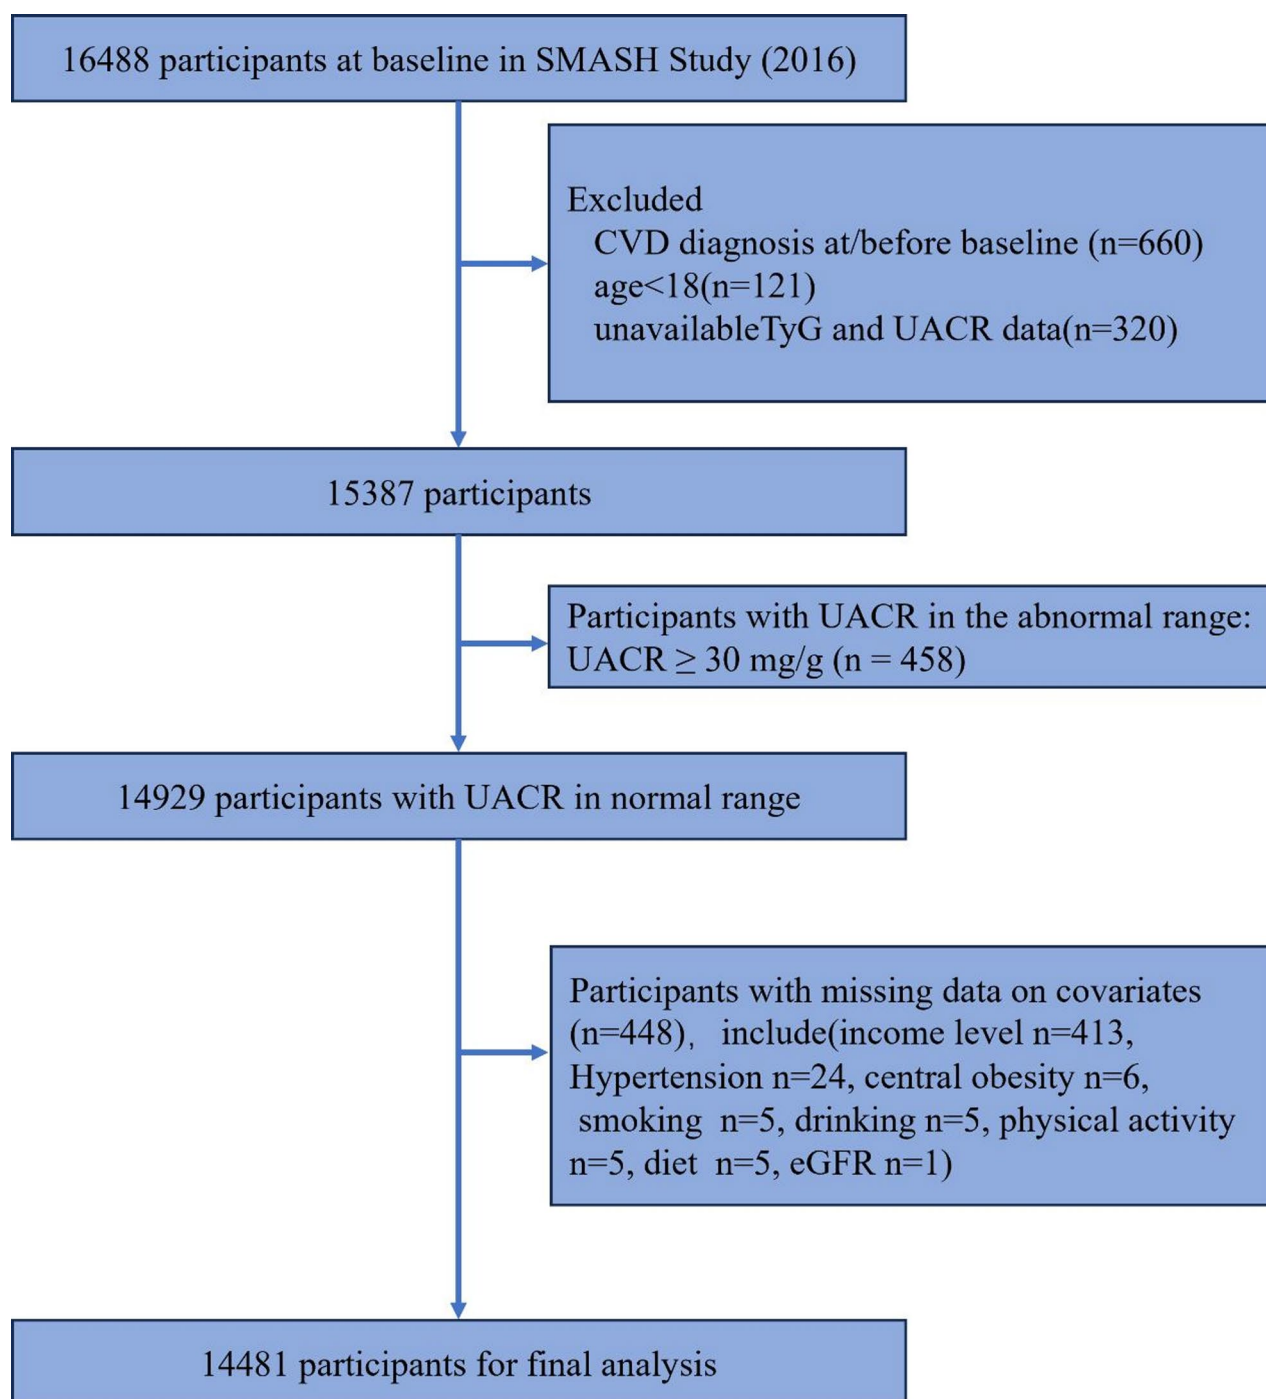 16488 participants at baseline in SMASH Study (2016)
Excluded
CVD diagnosis at/before baseline (n=660)
age<18(n=121)
unavailableTyG and UACR data(n=320)
15387 participants
Participants with UACR in the abnormal range:
UACR ≥ 30 mg/g (n = 458)
14929 participants with UACR in normal range
Participants with missing data on covariates
(n=448),   include(income level n=413,
Hypertension n=24, central obesity n=6,
smoking  n=5, drinking n=5, physical activity
n=5, diet  n=5, eGFR n=1)
14481 participants for final analysis